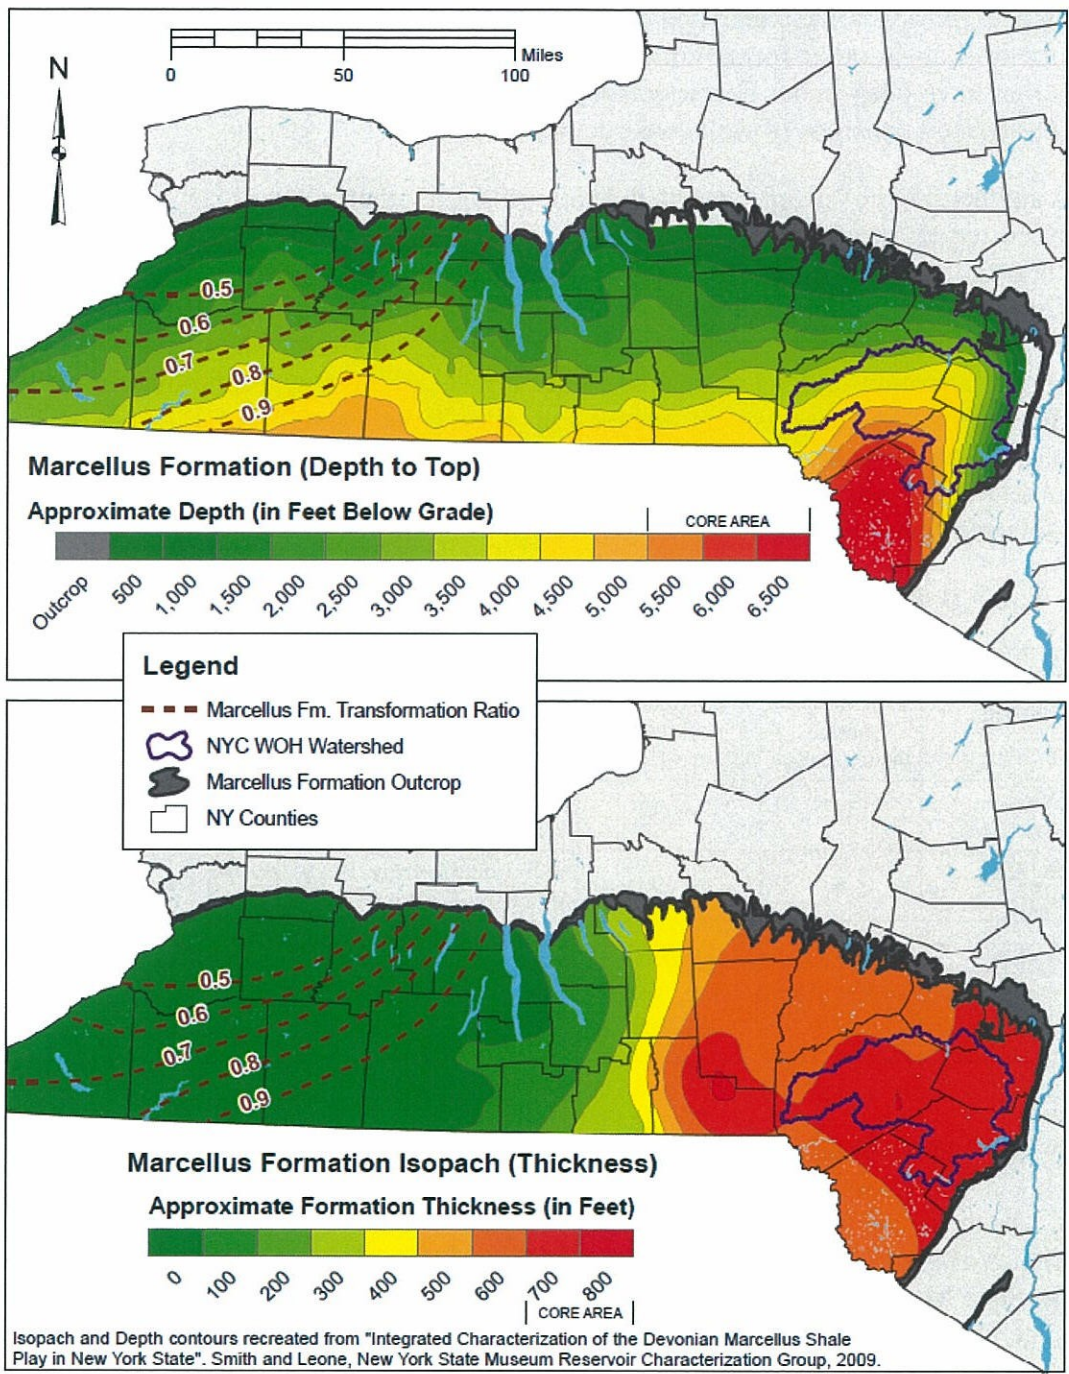 N
Miles
0 50 100
0.5
0.6
0.7
0.8
0.9
Marcellus Formation (Depth to Top)
Approximate Depth (in Feet Below Grade)
CORE AREA
Outcrop 500 1,000 1,500 2,000 2,500 3,000 3,500 4,000 4,500 5,000 5,500 6,000 6,500
Legend
Marcellus Fm. Transformation Ratio
NYC WOH Watershed
Marcellus Formation Outcrop
NY Counties
0.5
0.6
0.7
0.8
0.9
Marcellus Formation Isopach (Thickness)
Approximate Formation Thickness (in Feet)
0 100 200 300 400 500 600 700 800
CORE AREA
Isopach and Depth contours recreated from "Integrated Characterization of the Devonian Marcellus Shale
Play in New York State". Smith and Leone, New York State Museum Reservoir Characterization Group, 2009.